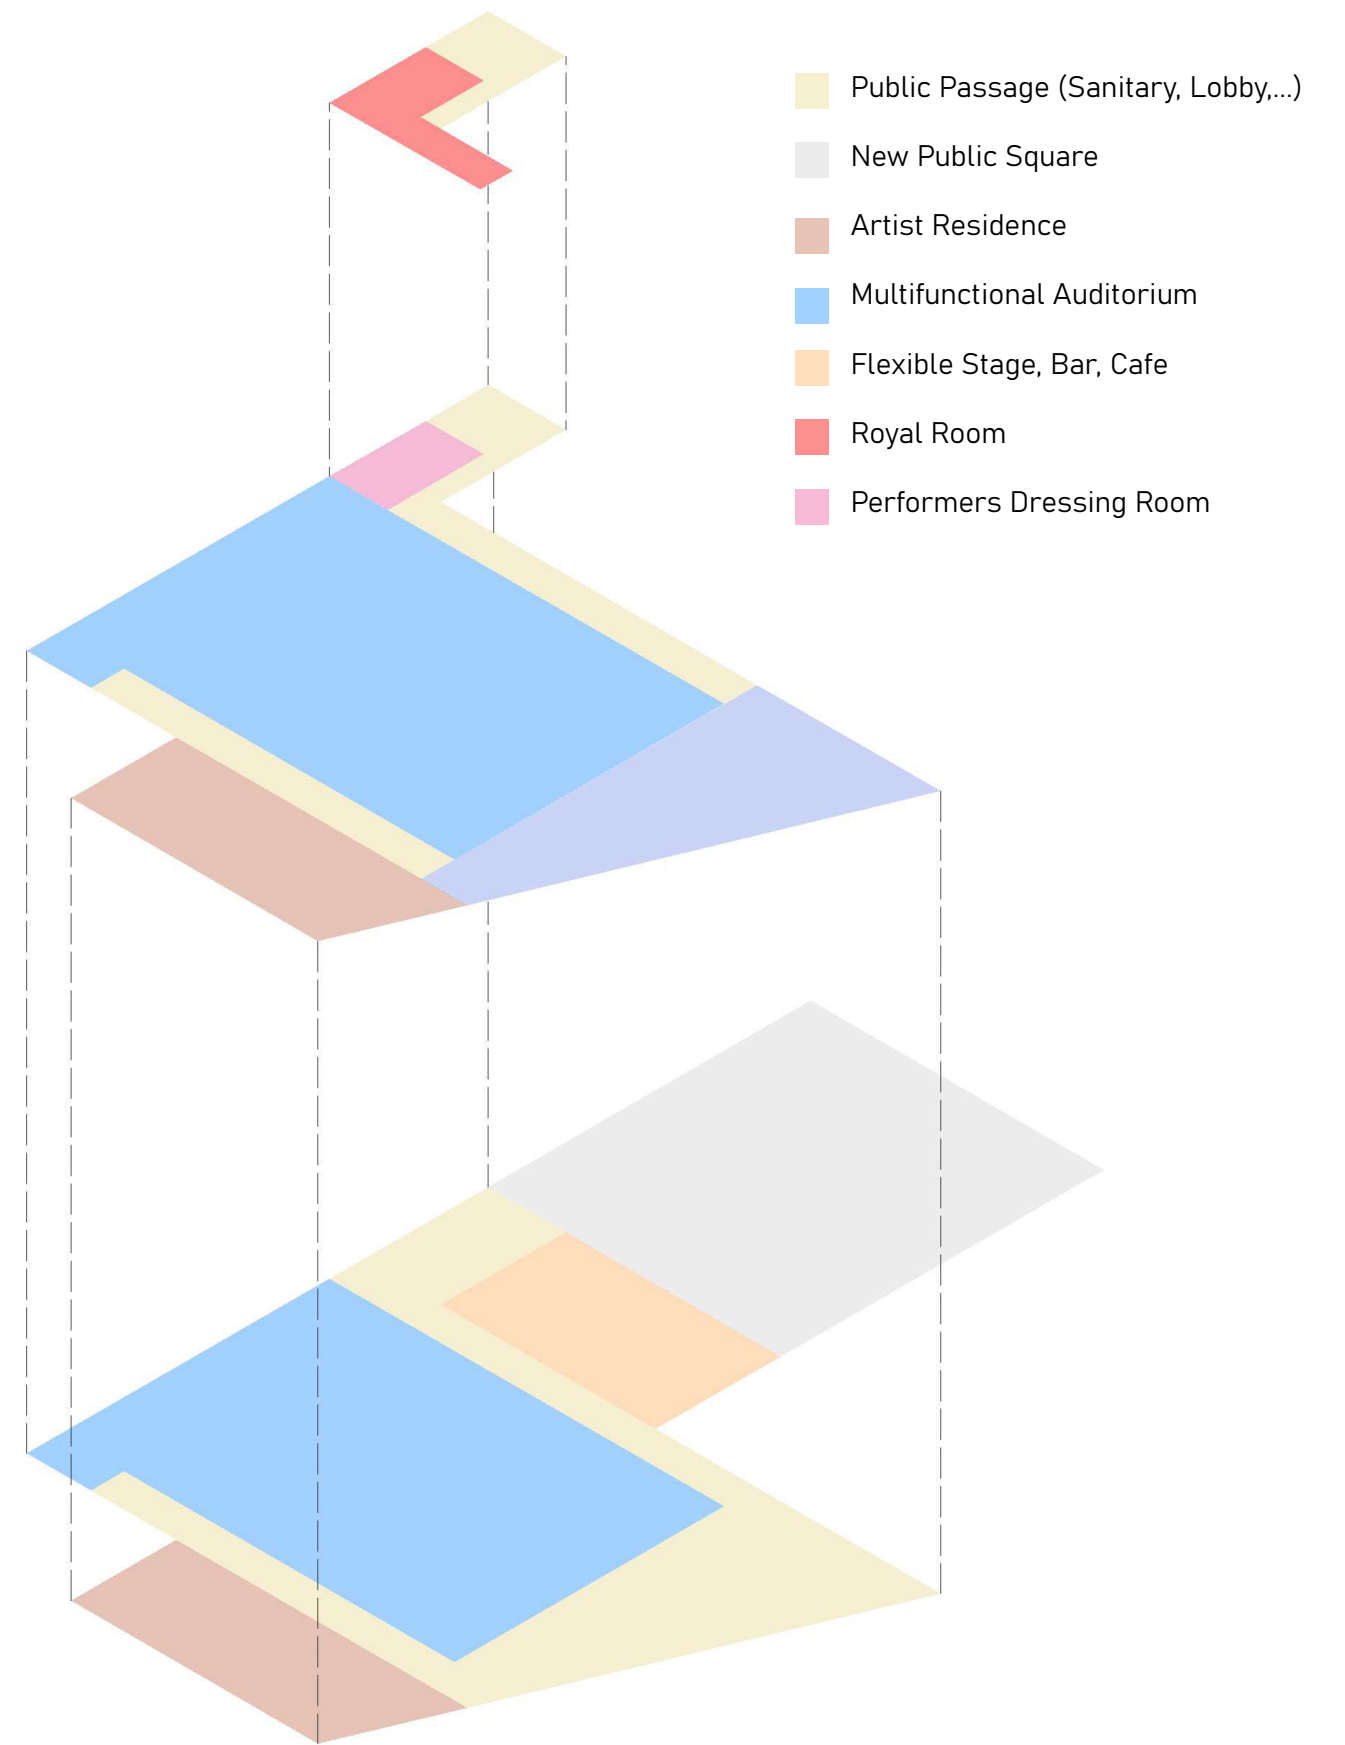 Public Passage (Sanitary, Lobby,...)
New Public Square
Artist Residence
Multifunctional Auditorium
Flexible Stage, Bar, Cafe
Royal Room
Performers Dressing Room